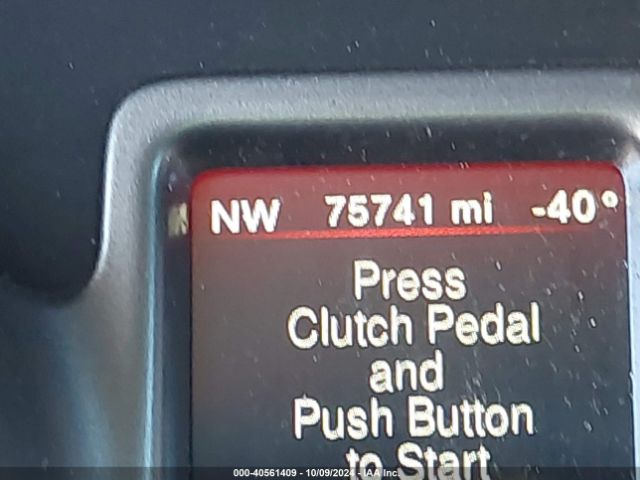 NW 75741 mi -40°
Press
Clutch Pedal
and
Push Button
to Start
000-40561409 - 10/09/2024 - IAA Inc.